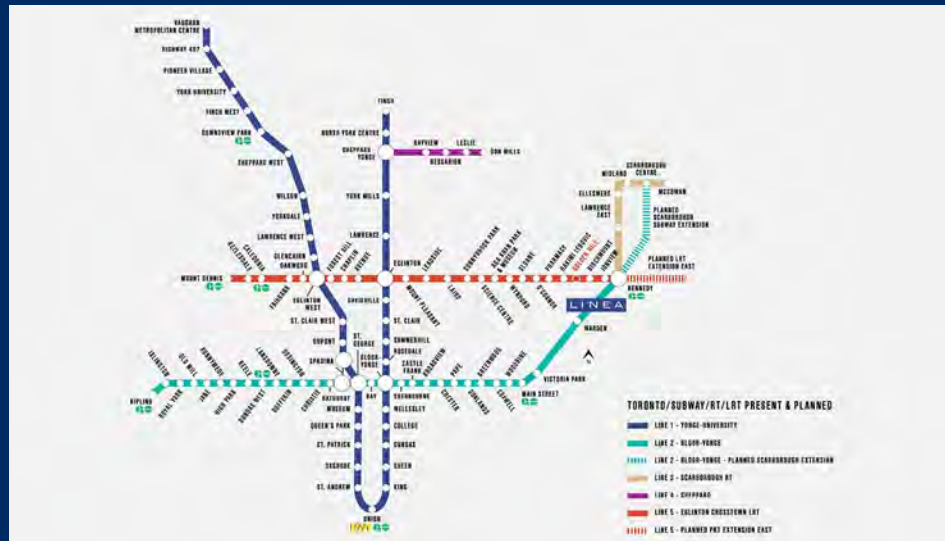 VAUGHAN
METROPOLITAN CENTRE
HIGHWAY 407
PIONEER VILLAGE
YORK UNIVERSITY
FINCH WEST
DOWNSVIEW PARK
SHEPPARD WEST
WILSON
YORKDALE
LAWRENCE WEST
GLENCAIRN
OAKWOOD
FINCH
NORTH YORK CENTRE
SHEPPARD
YONGE
BAYVIEW
LESLIE
BESSARION
DON MILLS
YORK MILLS
LAWRENCE
EGLINTON
MIDLAND
SCARBOROUGH
CENTRE
MCCOWAN
ELLESMERE
LAWRENCE
EAST
PLANNED
SCARBOROUGH
SUBWAY EXTENSION
PLANNED LRT
EXTENSION EAST
MOUNT DENNIS
KEELESDALE
CALEDONIA
FAIRBANK
EGLINTON
WEST
FOREST HILL
CHAPLIN
AVENUE
MOUNT PLEASANT
LEASIDE
LAIRD
SUNNYBROOK PARK
SCIENCE CENTRE
AGA KHAN PARK
& MUSEUM
WYNFORD
SLOANE
O'CONNOR
PHARMACY
HAKIMI LEBOVIC
GOLDEN MILE
BIRCHMOUNT
IONVIEW
KENNEDY
LINEA
WARDEN
DAVISVILLE
ST. CLAIR
SUMMERHILL
ROSEDALE
ST. CLAIR WEST
DUPONT
SPADINA
ST.
GEORGE
BLOOR-
YONGE
CASTLE
FRANK
KIPLING
ISLINGTON
ROYAL YORK
OLD MILL
JANE
RUNNYMEDE
HIGH PARK
KEELE
DUNDAS WEST
LANSDOWNE
DUFFERIN
OSSINGTON
CHRISTIE
BATHURST
BAY
SHERBOURNE
BROADVIEW
CHESTER
PAPE
DONLANDS
GREENWOOD
COXWELL
WOODBINE
MAIN STREET
VICTORIA PARK
MUSEUM
QUEEN'S PARK
ST. PATRICK
OSGOODE
ST. ANDREW
UNION
WELLESLEY
COLLEGE
DUNDAS
QUEEN
KING
TORONTO/SUBWAY/RT/LRT PRESENT & PLANNED
LINE 1 - YONGE-UNIVERSITY
LINE 2 - BLOOR-YONGE
LINE 2 - BLOOR-YONGE - PLANNED SCARBOROUGH EXTENSION
LINE 3 - SCARBOROUGH RT
LINE 4 - SHEPPARD
LINE 5 - EGLINTON CROSSTOWN LRT
LINE 5 - PLANNED PRT EXTENSION EAST